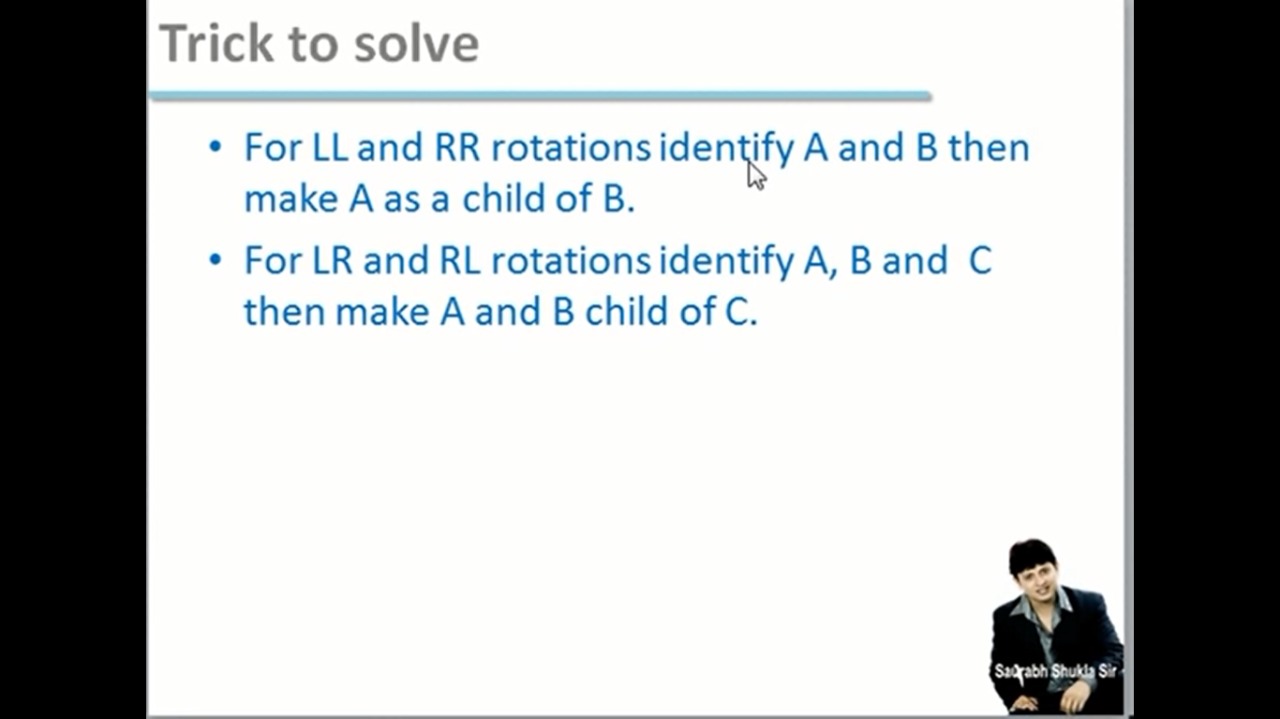 Trick to solve
• For LL and RR rotations identify A and B then
make A as a child of B.
• For LR and RL rotations identify A, B and C
then make A and B child of C.
Saurabh Shukla Sir